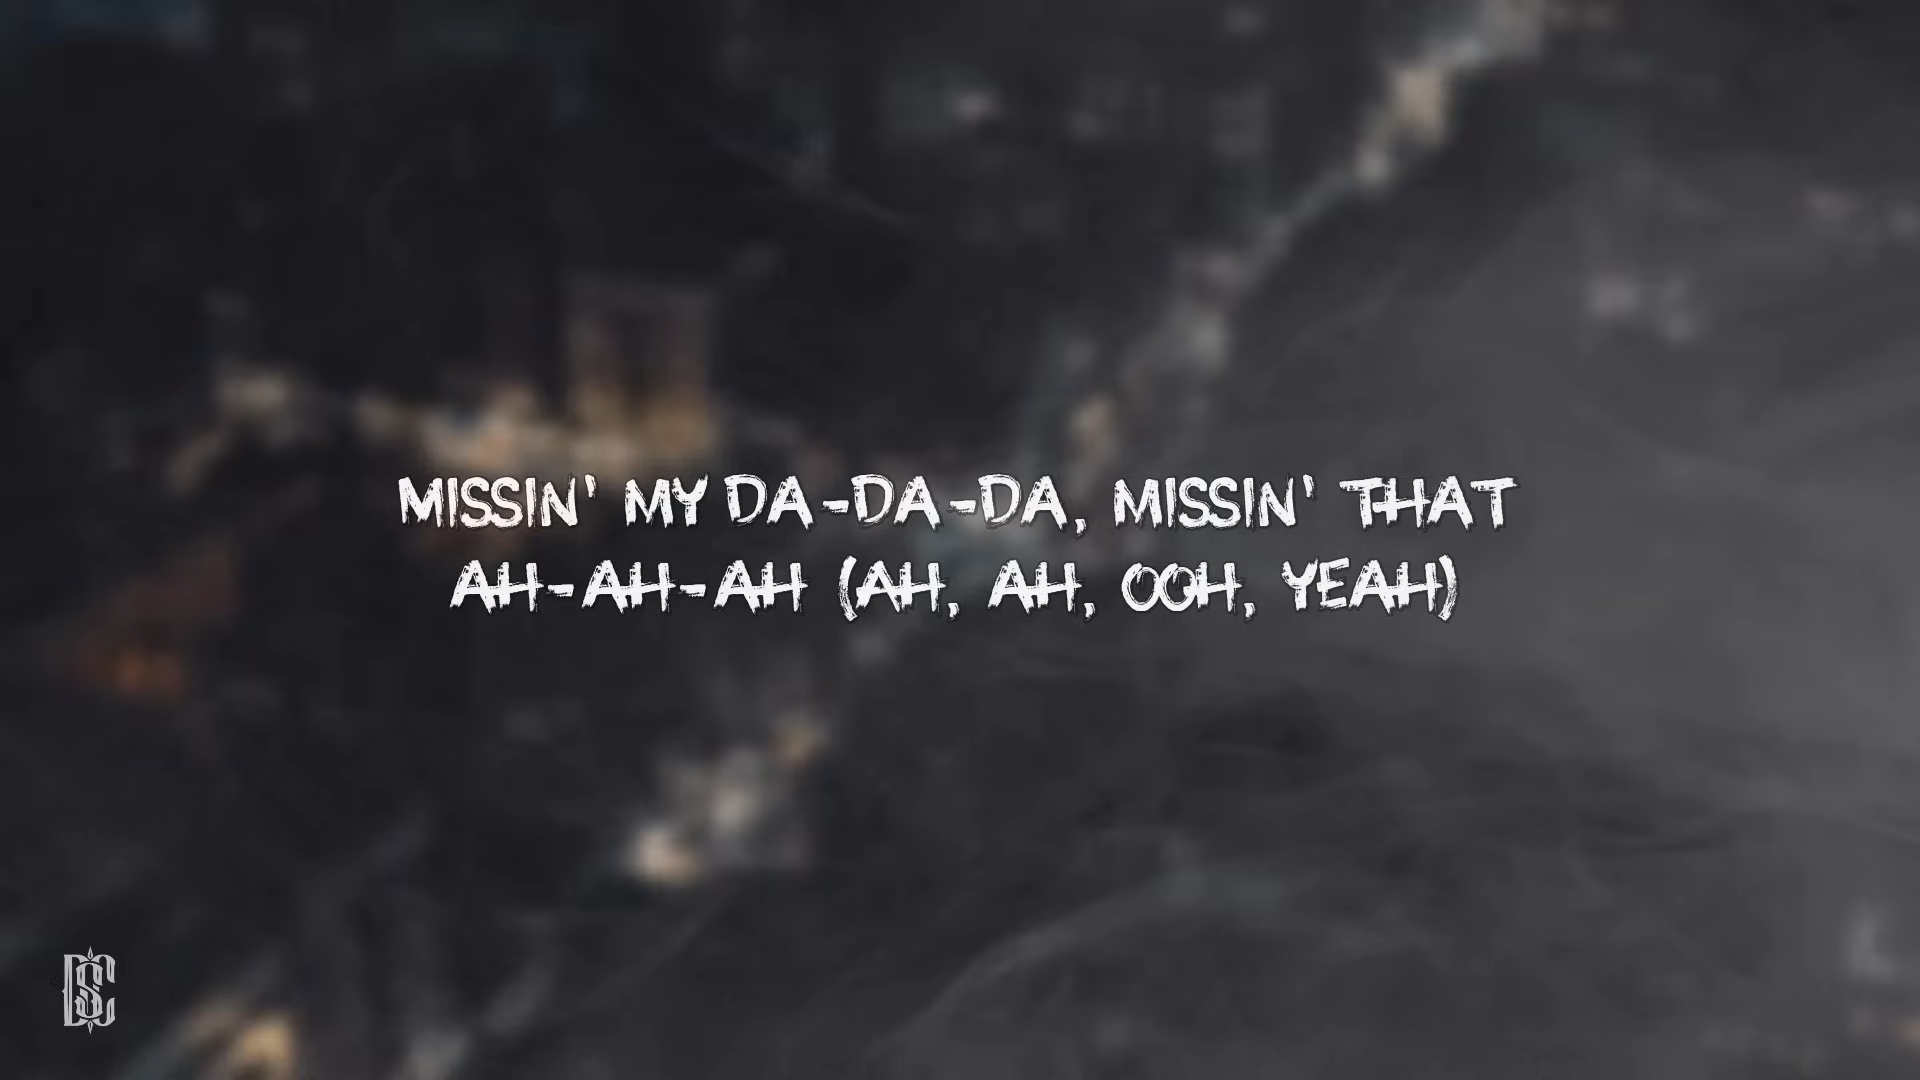 MISSIN' MY DA-DA-DA, MISSIN' THAT
AH-AH-AH (AH, AH, OOH, YEAH)